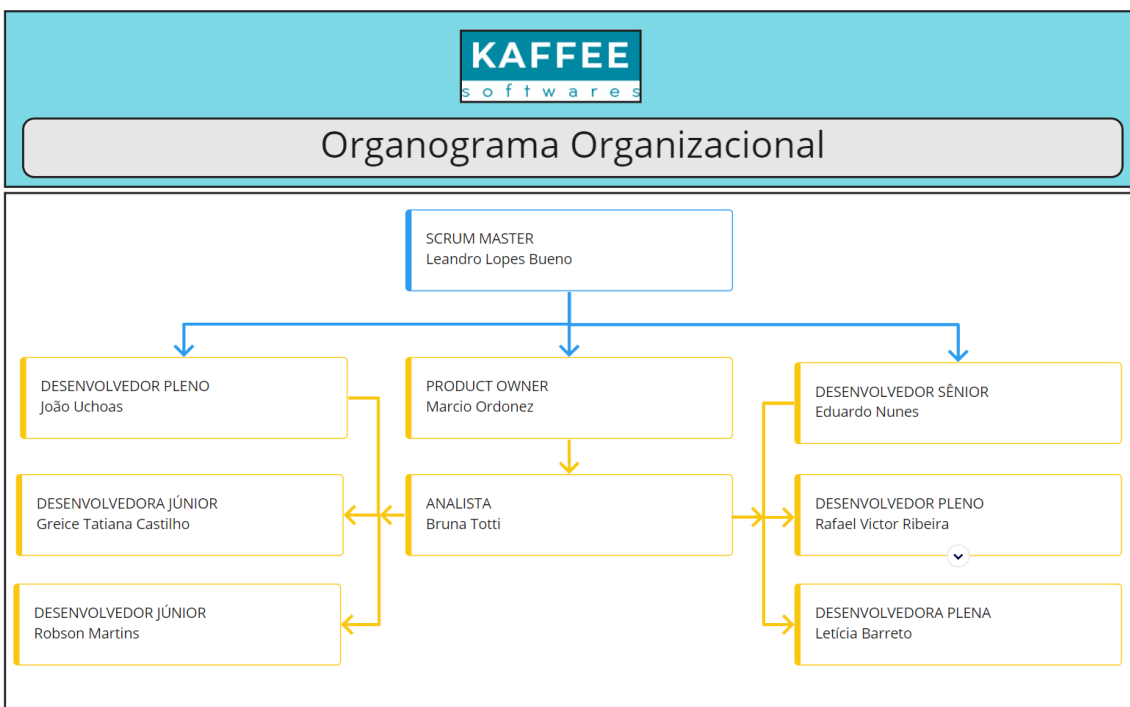 KAFFEE
softwares
Organograma Organizacional
SCRUM MASTER
Leandro Lopes Bueno
DESENVOLVEDOR PLENO
João Uchoas
PRODUCT OWNER
Marcio Ordonez
DESENVOLVEDOR SÊNIOR
Eduardo Nunes
DESENVOLVEDORA JÚNIOR
Greice Tatiana Castilho
ANALISTA
Bruna Totti
DESENVOLVEDOR PLENO
Rafael Victor Ribeira
DESENVOLVEDOR JÚNIOR
Robson Martins
DESENVOLVEDORA PLENA
Letícia Barreto